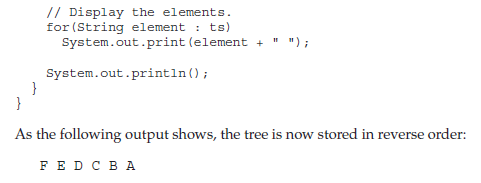 // Display the elements.
for(String element : ts)
System.out.print(element + " ");
System.out.println();
}
}
As the following output shows, the tree is now stored in reverse order:
F E D C B A